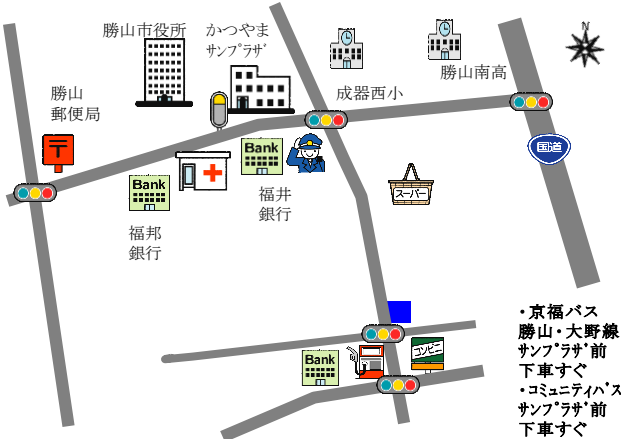 勝山市役所
かつやま
サンプラザ
N
成器西小
勝山南高
勝山
郵便局
〒
国道
Bank
福井
銀行
Bank
福邦
銀行
スーパー
・京福バス
勝山・大野線
サンプラザ前
下車すぐ
・コミュニティバス
サンプラザ前
下車すぐ
コンビニ
Bank